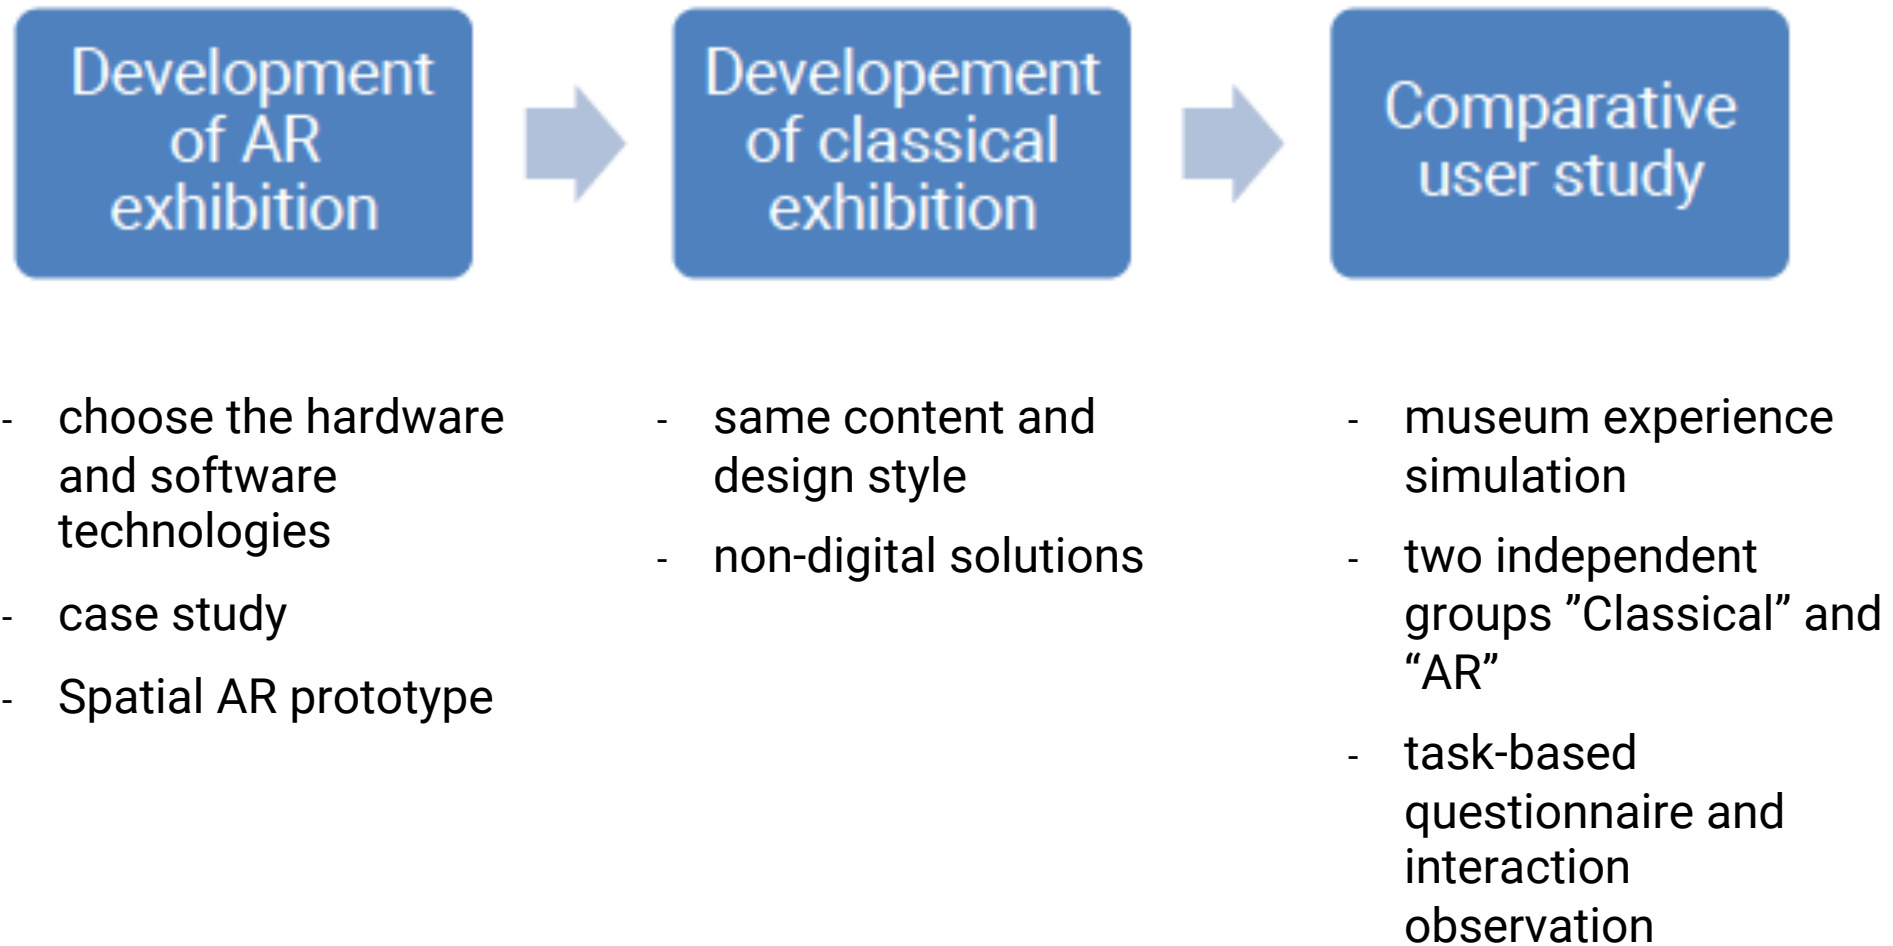 Development
of AR
exhibition
Developement
of classical
exhibition
Comparative
user study
- choose the hardware
and software
technologies
- case study
- Spatial AR prototype
- same content and
design style
- non-digital solutions
- museum experience
simulation
- two independent
groups ”Classical” and
“AR”
- task-based
questionnaire and
interaction
observation